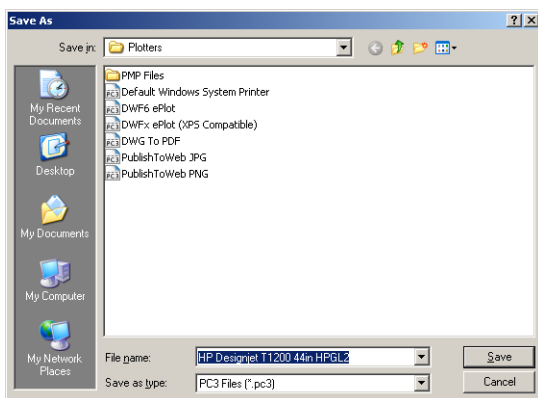 Save As
Save in: Plotters
My Recent Documents
Desktop
My Documents
My Computer
My Network Places
PMP Files
Default Windows System Printer
DWF6 ePlot
DWFx ePlot (XPS Compatible)
DWG To PDF
PublishToWeb JPG
PublishToWeb PNG
File name: HP Designjet T1200 44in HPGL2 Save
Save as type: PC3 Files (*.pc3) Cancel